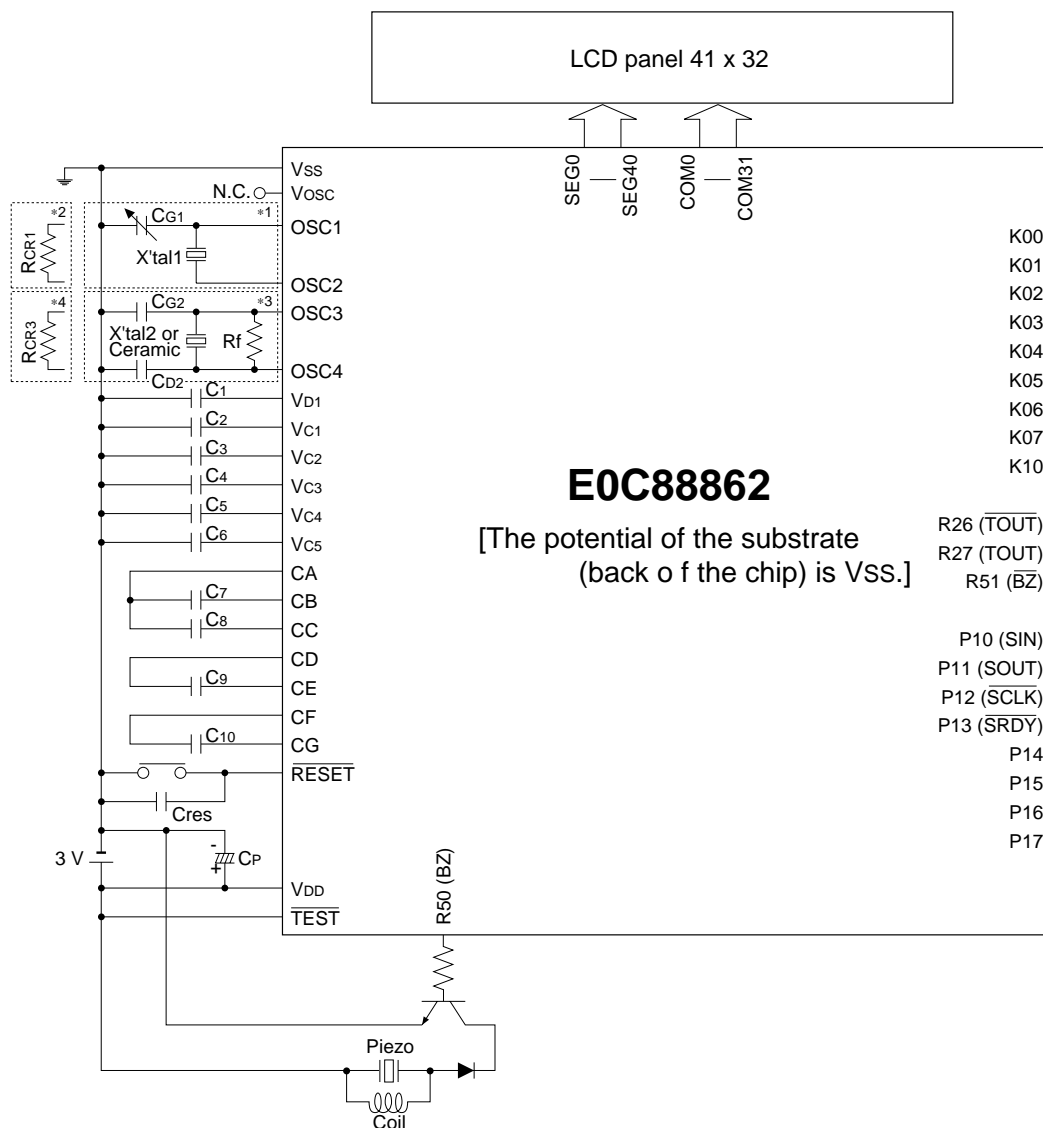 LCD panel 41 x 32
SEG0
SEG40
COM0
COM31
VSS
N.C.
VOSC
*2
RCR1
CG1
*1
X'tal1
OSC1
OSC2
*4
RCR3
CG2
*3
X'tal2 or
Ceramic
Rf
CD2
OSC3
OSC4
C1
VD1
C2
VC1
C3
VC2
C4
VC3
C5
VC4
C6
VC5
CA
C7
CB
C8
CC
CD
C9
CE
CF
C10
CG
RESET
Cres
3 V
-
+
CP
VDD
TEST
E0C88862
[The potential of the substrate
(back o f the chip) is VSS.]
K00
K01
K02
K03
K04
K05
K06
K07
K10
R26 (TOUT)
R27 (TOUT)
R51 (BZ)
P10 (SIN)
P11 (SOUT)
P12 (SCLK)
P13 (SRDY)
P14
P15
P16
P17
R50 (BZ)
Piezo
Coil